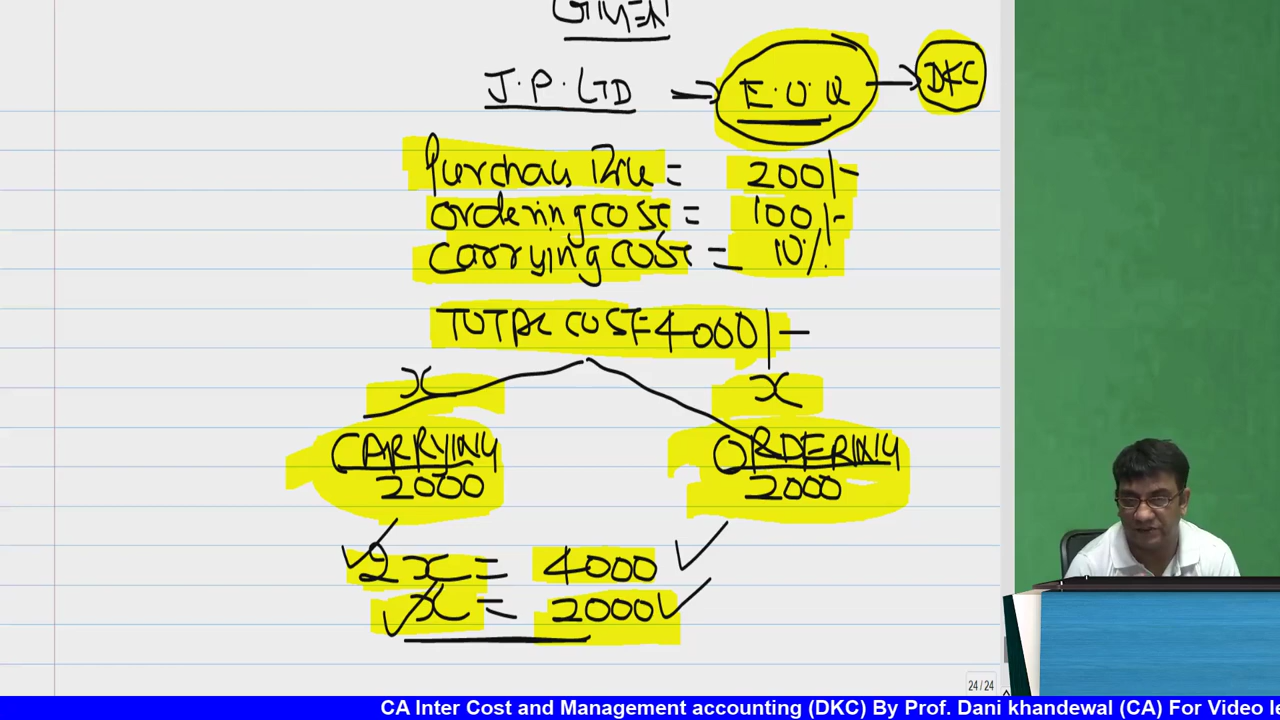 GIVEN
J.P. LTD → E.O.Q → DKC
Purchase Price = 200/-
ordering cost = 100/-
carrying cost = 10%
TOTAL COST = 4000/-
x x
CARRYING ORDERING
2000 2000
2x = 4000
x = 2000
24 / 24
CA Inter Cost and Management accounting (DKC) By Prof. Dani khandewal (CA) For Video le